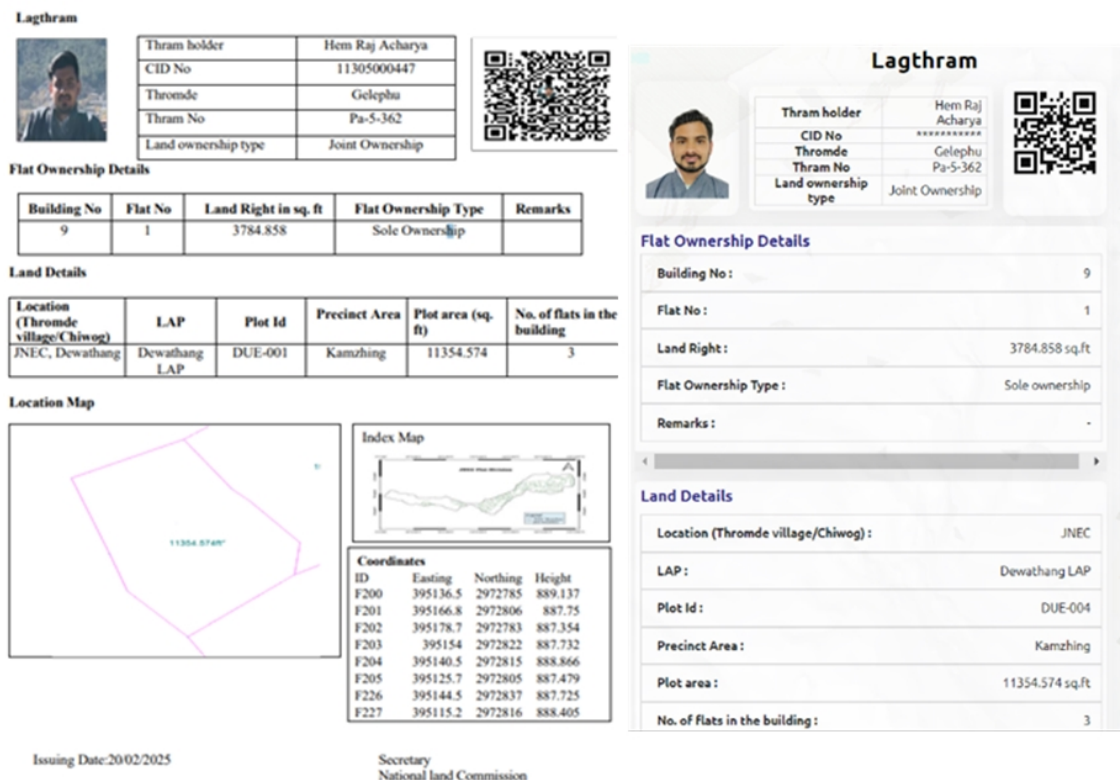 Lagthram
Thram holder Hem Raj Acharya
CID No 11305000447
Thromde Gelephu
Thram No Pa-5-362
Land ownership type Joint Ownership
Flat Ownership Details
Building No Flat No Land Right in sq. ft Flat Ownership Type Remarks
9 1 3784.858 Sole Ownership
Land Details
Location (Thromde village/Chiwog) LAP Plot Id Precinct Area Plot area (sq. ft) No. of flats in the building
JNEC, Dewathang Dewathang LAP DUE-001 Kamzhing 11354.574 3
Location Map
11354.574ft²
Index Map
Coordinates
ID Easting Northing Height
F200 395136.5 2972785 889.137
F201 395166.8 2972806 887.75
F202 395178.7 2972783 887.354
F203 395154 2972822 887.732
F204 395140.5 2972815 888.866
F205 395125.7 2972805 887.479
F226 395144.5 2972837 887.725
F227 395115.2 2972816 888.405
Issuing Date:20/02/2025
Secretary
National land Commission
Lagthram
Thram holder Hem Raj Acharya
CID No ***********
Thromde Gelephu
Thram No Pa-5-362
Land ownership type Joint Ownership
Flat Ownership Details
Building No : 9
Flat No : 1
Land Right : 3784.858 sq.ft
Flat Ownership Type : Sole ownership
Remarks : -
Land Details
Location (Thromde village/Chiwog) : JNEC
LAP : Dewathang LAP
Plot Id : DUE-004
Precinct Area : Kamzhing
Plot area : 11354.574 sq.ft
No. of flats in the building : 3